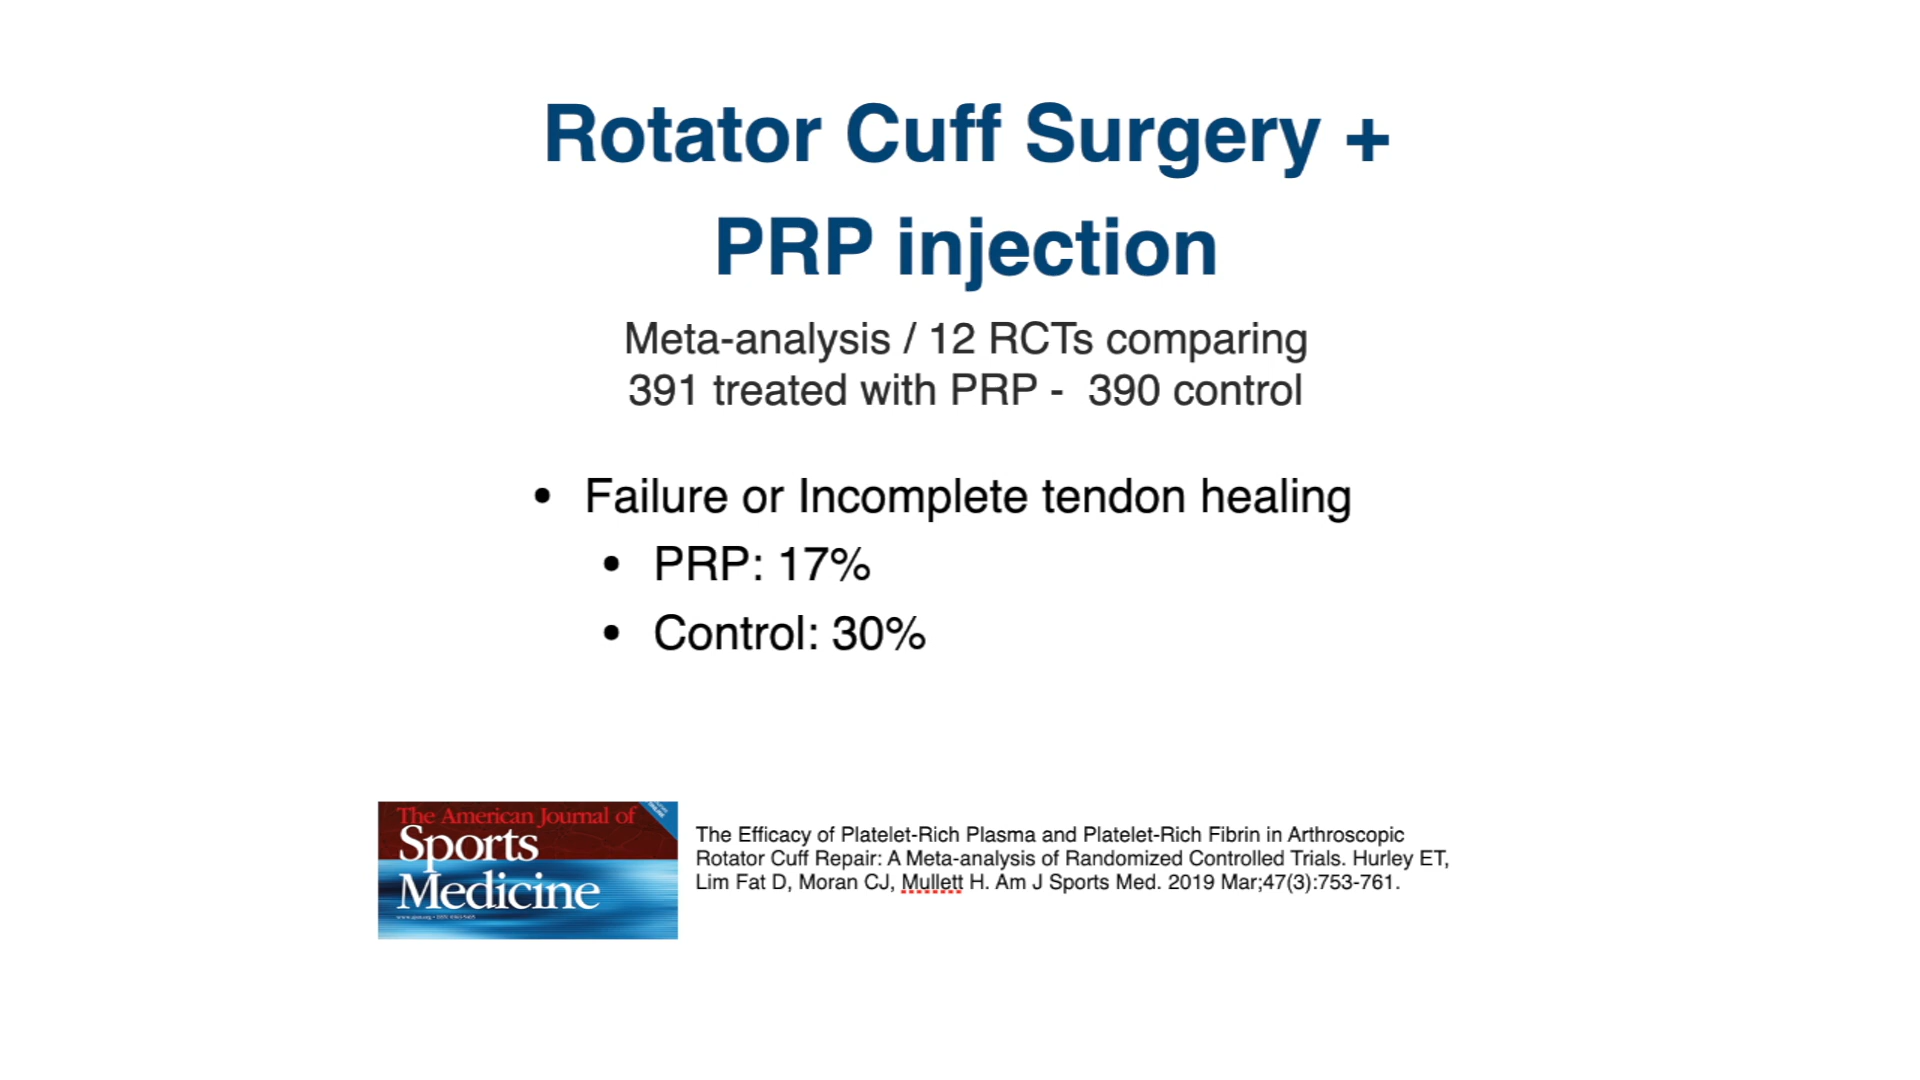 Rotator Cuff Surgery +
PRP injection
Meta-analysis / 12 RCTs comparing
391 treated with PRP - 390 control
• Failure or Incomplete tendon healing
• PRP: 17%
• Control: 30%
The American Journal of
Sports
Medicine
The Efficacy of Platelet-Rich Plasma and Platelet-Rich Fibrin in Arthroscopic
Rotator Cuff Repair: A Meta-analysis of Randomized Controlled Trials. Hurley ET,
Lim Fat D, Moran CJ, Mullett H. Am J Sports Med. 2019 Mar;47(3):753-761.